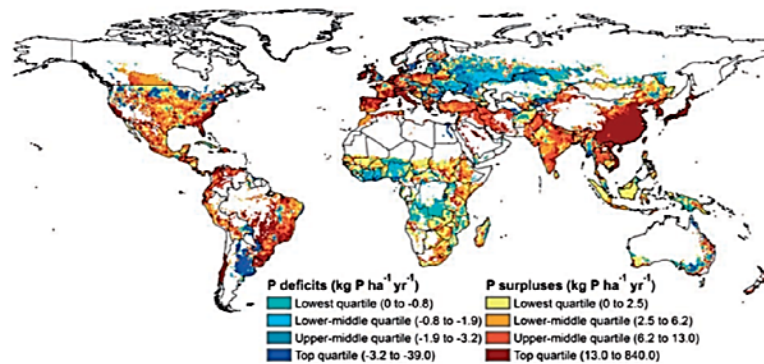 P deficits (kg P ha⁻¹ yr⁻¹)
Lowest quartile (0 to -0.8)
Lower-middle quartile (-0.8 to -1.9)
Upper-middle quartile (-1.9 to -3.2)
Top quartile (-3.2 to -39.0)
P surpluses (kg P ha⁻¹ yr⁻¹)
Lowest quartile (0 to 2.5)
Lower-middle quartile (2.5 to 6.2)
Upper-middle quartile (6.2 to 13.0)
Top quartile (13.0 to 840.0)